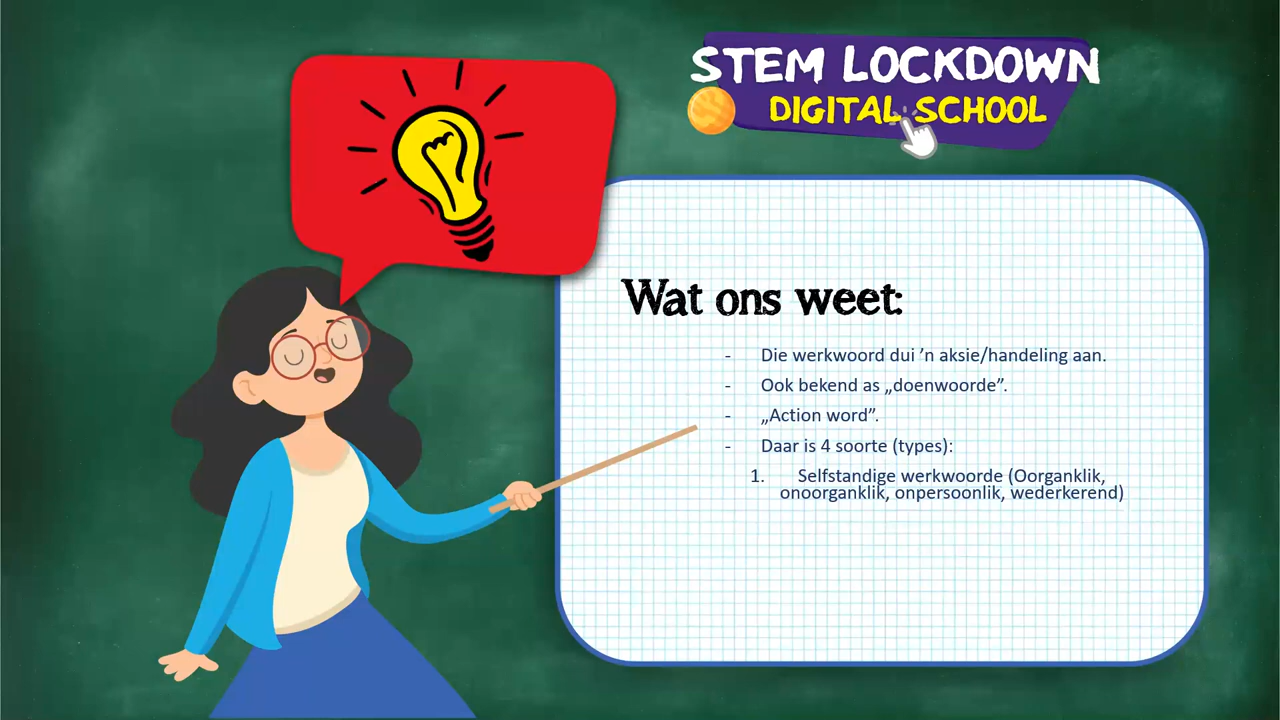 STEM LOCKDOWN
DIGITAL SCHOOL
Wat ons weet:
- Die werkwoord dui ’n aksie/handeling aan.
- Ook bekend as „doenwoorde”.
- „Action word”.
- Daar is 4 soorte (types):
1. Selfstandige werkwoorde (Oorganklik,
onoorganklik, onpersoonlik, wederkerend)